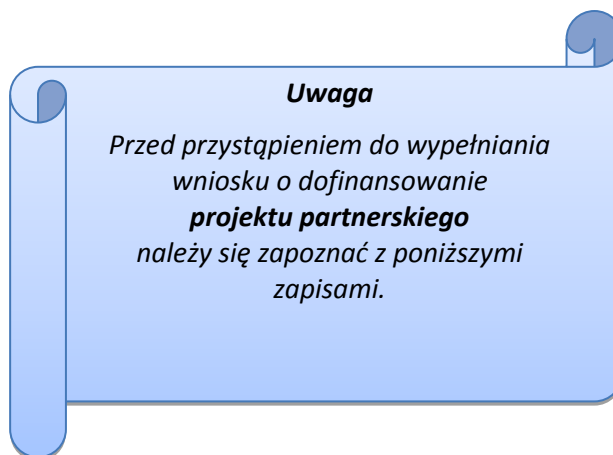 Uwaga
Przed przystąpieniem do wypełniania
wniosku o dofinansowanie
projektu partnerskiego
należy się zapoznać z poniższymi
zapisami.